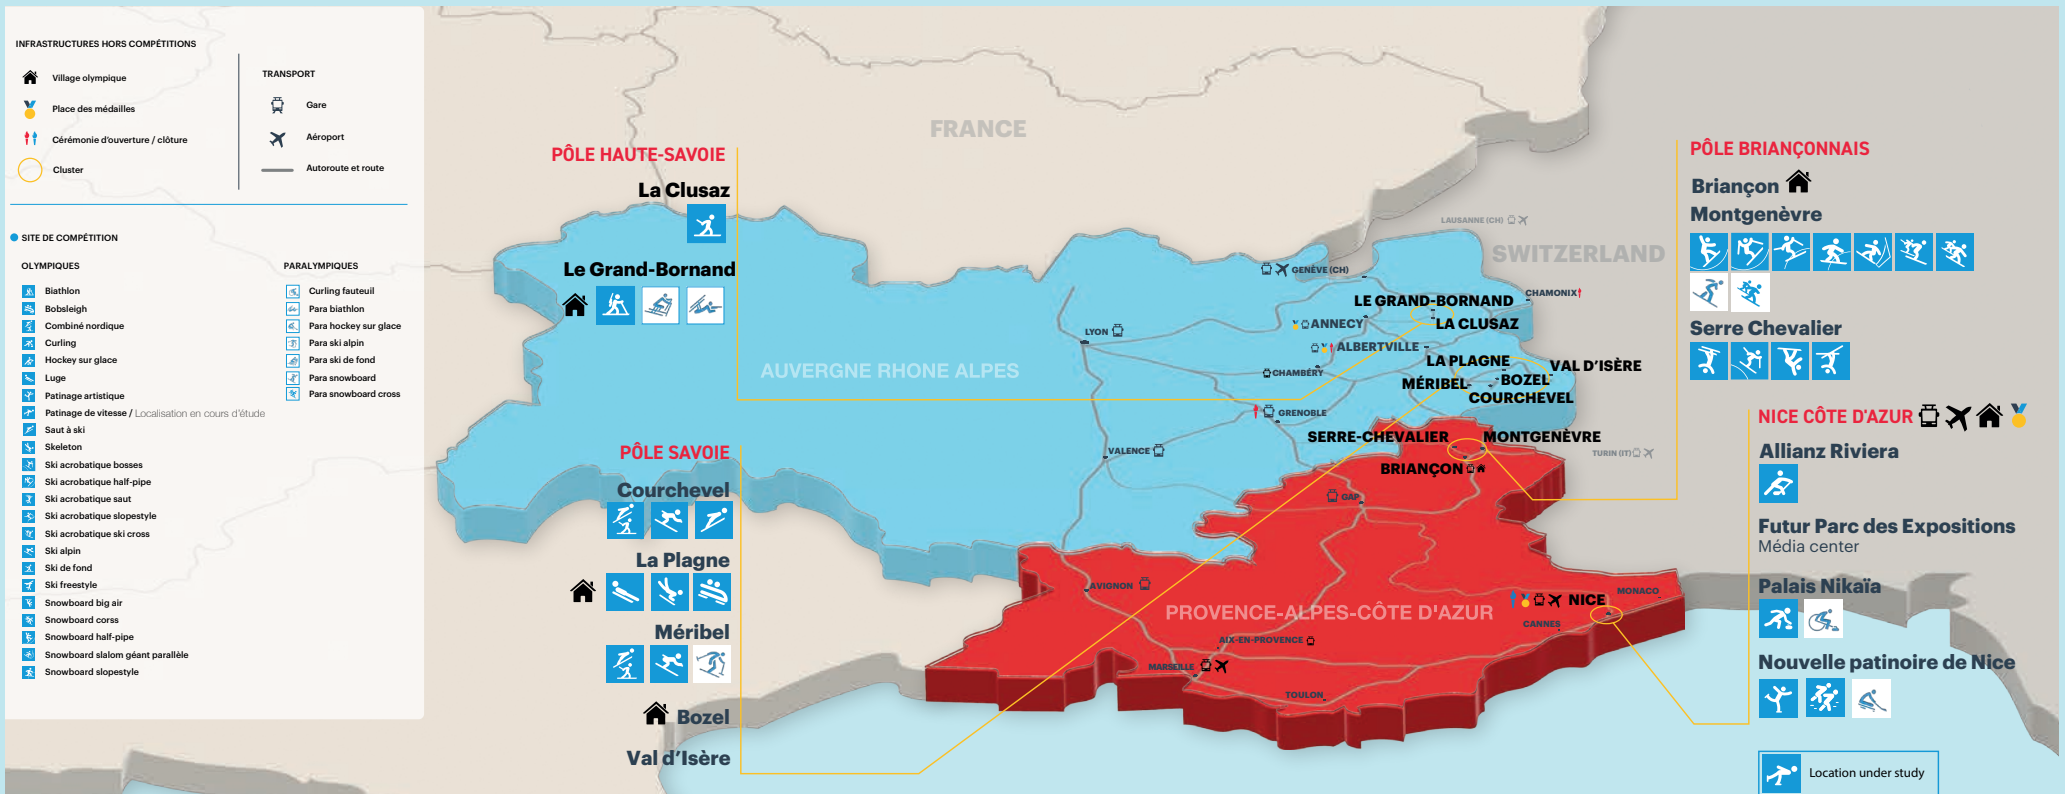 INFRASTRUCTURES HORS COMPÉTITIONS
Village olympique
Place des médailles
Cérémonie d'ouverture / clôture
Cluster
TRANSPORT
Gare
Aéroport
Autoroute et route
SITE DE COMPÉTITION
OLYMPIQUES
Biathlon
Bobsleigh
Combiné nordique
Curling
Hockey sur glace
Luge
Patinage artistique
Patinage de vitesse / Localisation en cours d'étude
Saut à ski
Skeleton
Ski acrobatique bosses
Ski acrobatique half-pipe
Ski acrobatique saut
Ski acrobatique slopestyle
Ski acrobatique ski cross
Ski alpin
Ski de fond
Ski freestyle
Snowboard big air
Snowboard corss
Snowboard half-pipe
Snowboard slalom géant parallèle
Snowboard slopestyle
PARALYMPIQUES
Curling fauteuil
Para biathlon
Para hockey sur glace
Para ski alpin
Para ski de fond
Para snowboard
Para snowboard cross
PÔLE HAUTE-SAVOIE
La Clusaz
Le Grand-Bornand
PÔLE SAVOIE
Courchevel
La Plagne
Méribel
Bozel
Val d'Isère
FRANCE
SWITZERLAND
AUVERGNE RHONE ALPES
PROVENCE-ALPES-CÔTE D'AZUR
LAUSANNE (CH)
GENÈVE (CH)
CHAMONIX
LE GRAND-BORNAND
ANNECY
LA CLUSAZ
LYON
ALBERTVILLE
LA PLAGNE
VAL D'ISÈRE
CHAMBÉRY
MÉRIBEL
BOZEL
COURCHEVEL
GRENOBLE
SERRE-CHEVALIER
MONTGENÈVRE
VALENCE
TURIN (IT)
BRIANÇON
GAP
AVIGNON
MONACO
NICE
CANNES
AIX-EN-PROVENCE
MARSEILLE
TOULON
PÔLE BRIANÇONNAIS
Briançon
Montgenèvre
Serre Chevalier
NICE CÔTE D'AZUR
Allianz Riviera
Futur Parc des Expositions
Média center
Palais Nikaïa
Nouvelle patinoire de Nice
Location under study